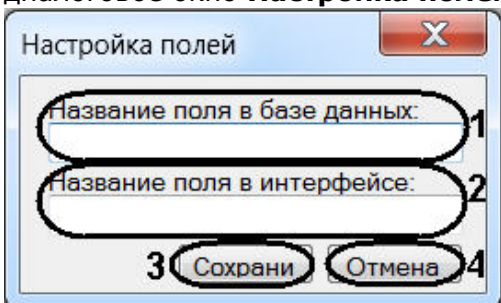 диалоговое окно Настройка полей
Настройка полей
X
Название поля в базе данных:
1
Название поля в интерфейсе:
2
3 Сохрани Отмена 4